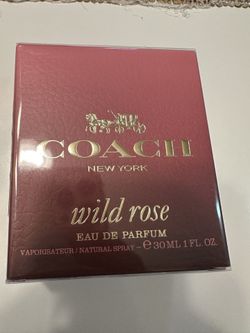 COACH
NEW YORK
wild rose
EAU DE PARFUM
VAPORISATEUR / NATURAL SPRAY – ℮ 30 ML 1 FL. OZ.